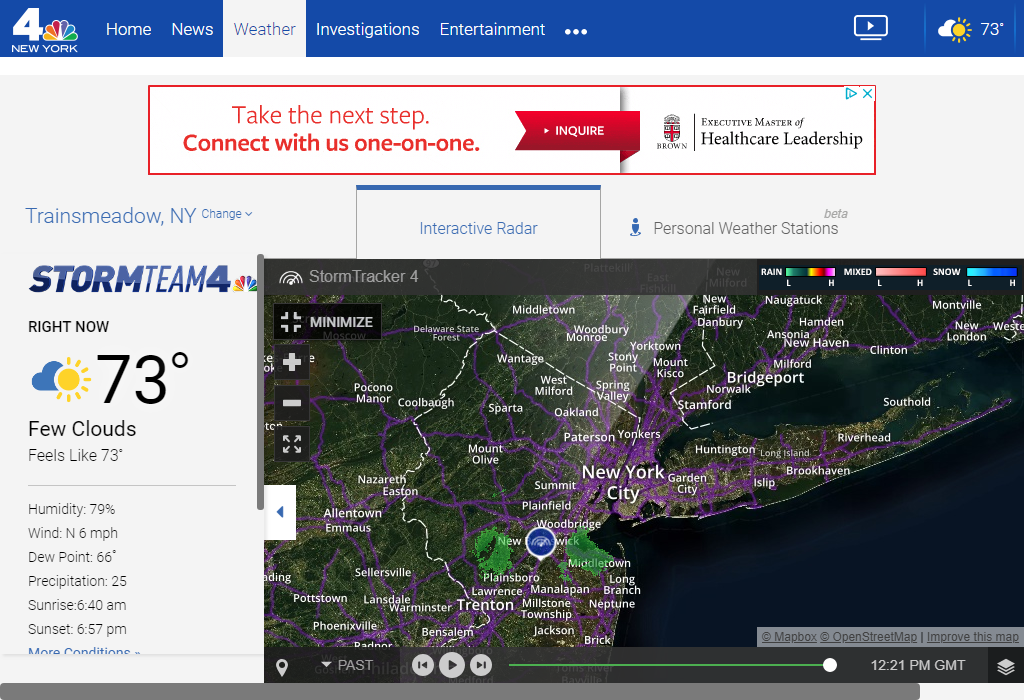 4
NEW YORK
Home
News
Weather
Investigations
Entertainment
•••
73°
Take the next step.
Connect with us one-on-one.
INQUIRE
BROWN
EXECUTIVE MASTER of
Healthcare Leadership
Trainsmeadow, NY
Change
Interactive Radar
beta
Personal Weather Stations
STORMTEAM4
RIGHT NOW
73°
Few Clouds
Feels Like 73°
Humidity: 79%
Wind: N 6 mph
Dew Point: 66°
Precipitation: 25
Sunrise:6:40 am
Sunset: 6:57 pm
More Conditions »
StormTracker 4
RAIN
L H
MIXED
L H
SNOW
L H
MINIMIZE
Plattekill
East
Fishkill
New
Milford
Moscow
Delaware State
Forest
Middletown
Woodbury
Monroe
New
Fairfield
Danbury
Naugatuck
Hamden
Ansonia
New Haven
Montville
New
London
Clinton
Wantage
Stony
Point
Yorktown
Mount
Kisco
Milford
Bridgeport
Norwalk
Stamford
Southold
Pocono
Manor
Coolbaugh
Sparta
West
Milford
Spring
Valley
Oakland
Paterson
Yonkers
Riverhead
Huntington
Long Island
Brookhaven
Mount
Olive
New York
City
Garden
City
Islip
Nazareth
Easton
Summit
Plainfield
Allentown
Emmaus
Woodbridge
Middletown
Sellersville
Plainsboro
Lawrence
Manalapan
Long
Branch
Pottstown
Lansdale
Warminster
Trenton
Millstone
Township
Neptune
Phoenixville
Bensalem
Jackson
Brick
© Mapbox © OpenStreetMap | Improve this map
PAST
12:21 PM GMT